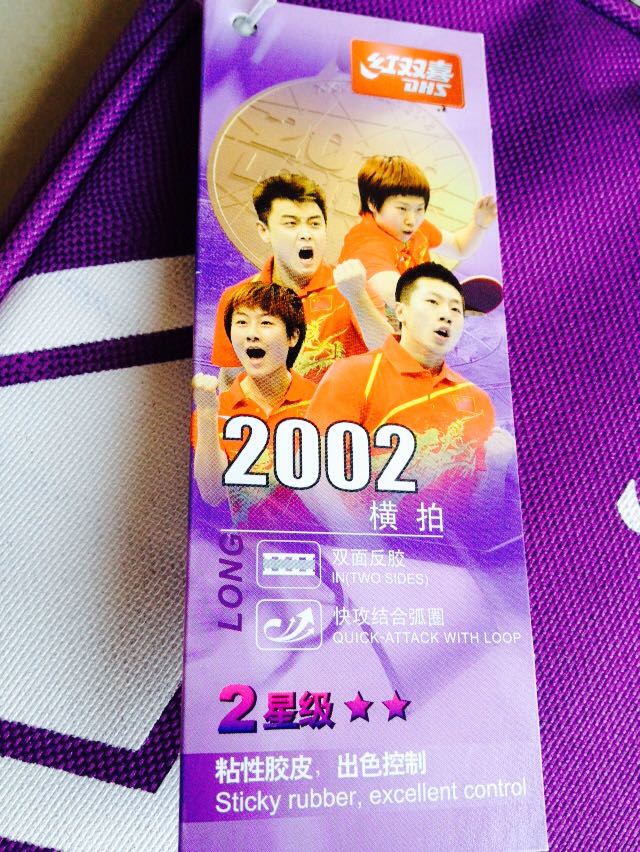 红双喜
DHS
2002
横拍
LONG
双面反胶
IN(TWO SIDES)
快攻结合弧圈
QUICK-ATTACK WITH LOOP
2星级
粘性胶皮，出色控制
Sticky rubber, excellent control